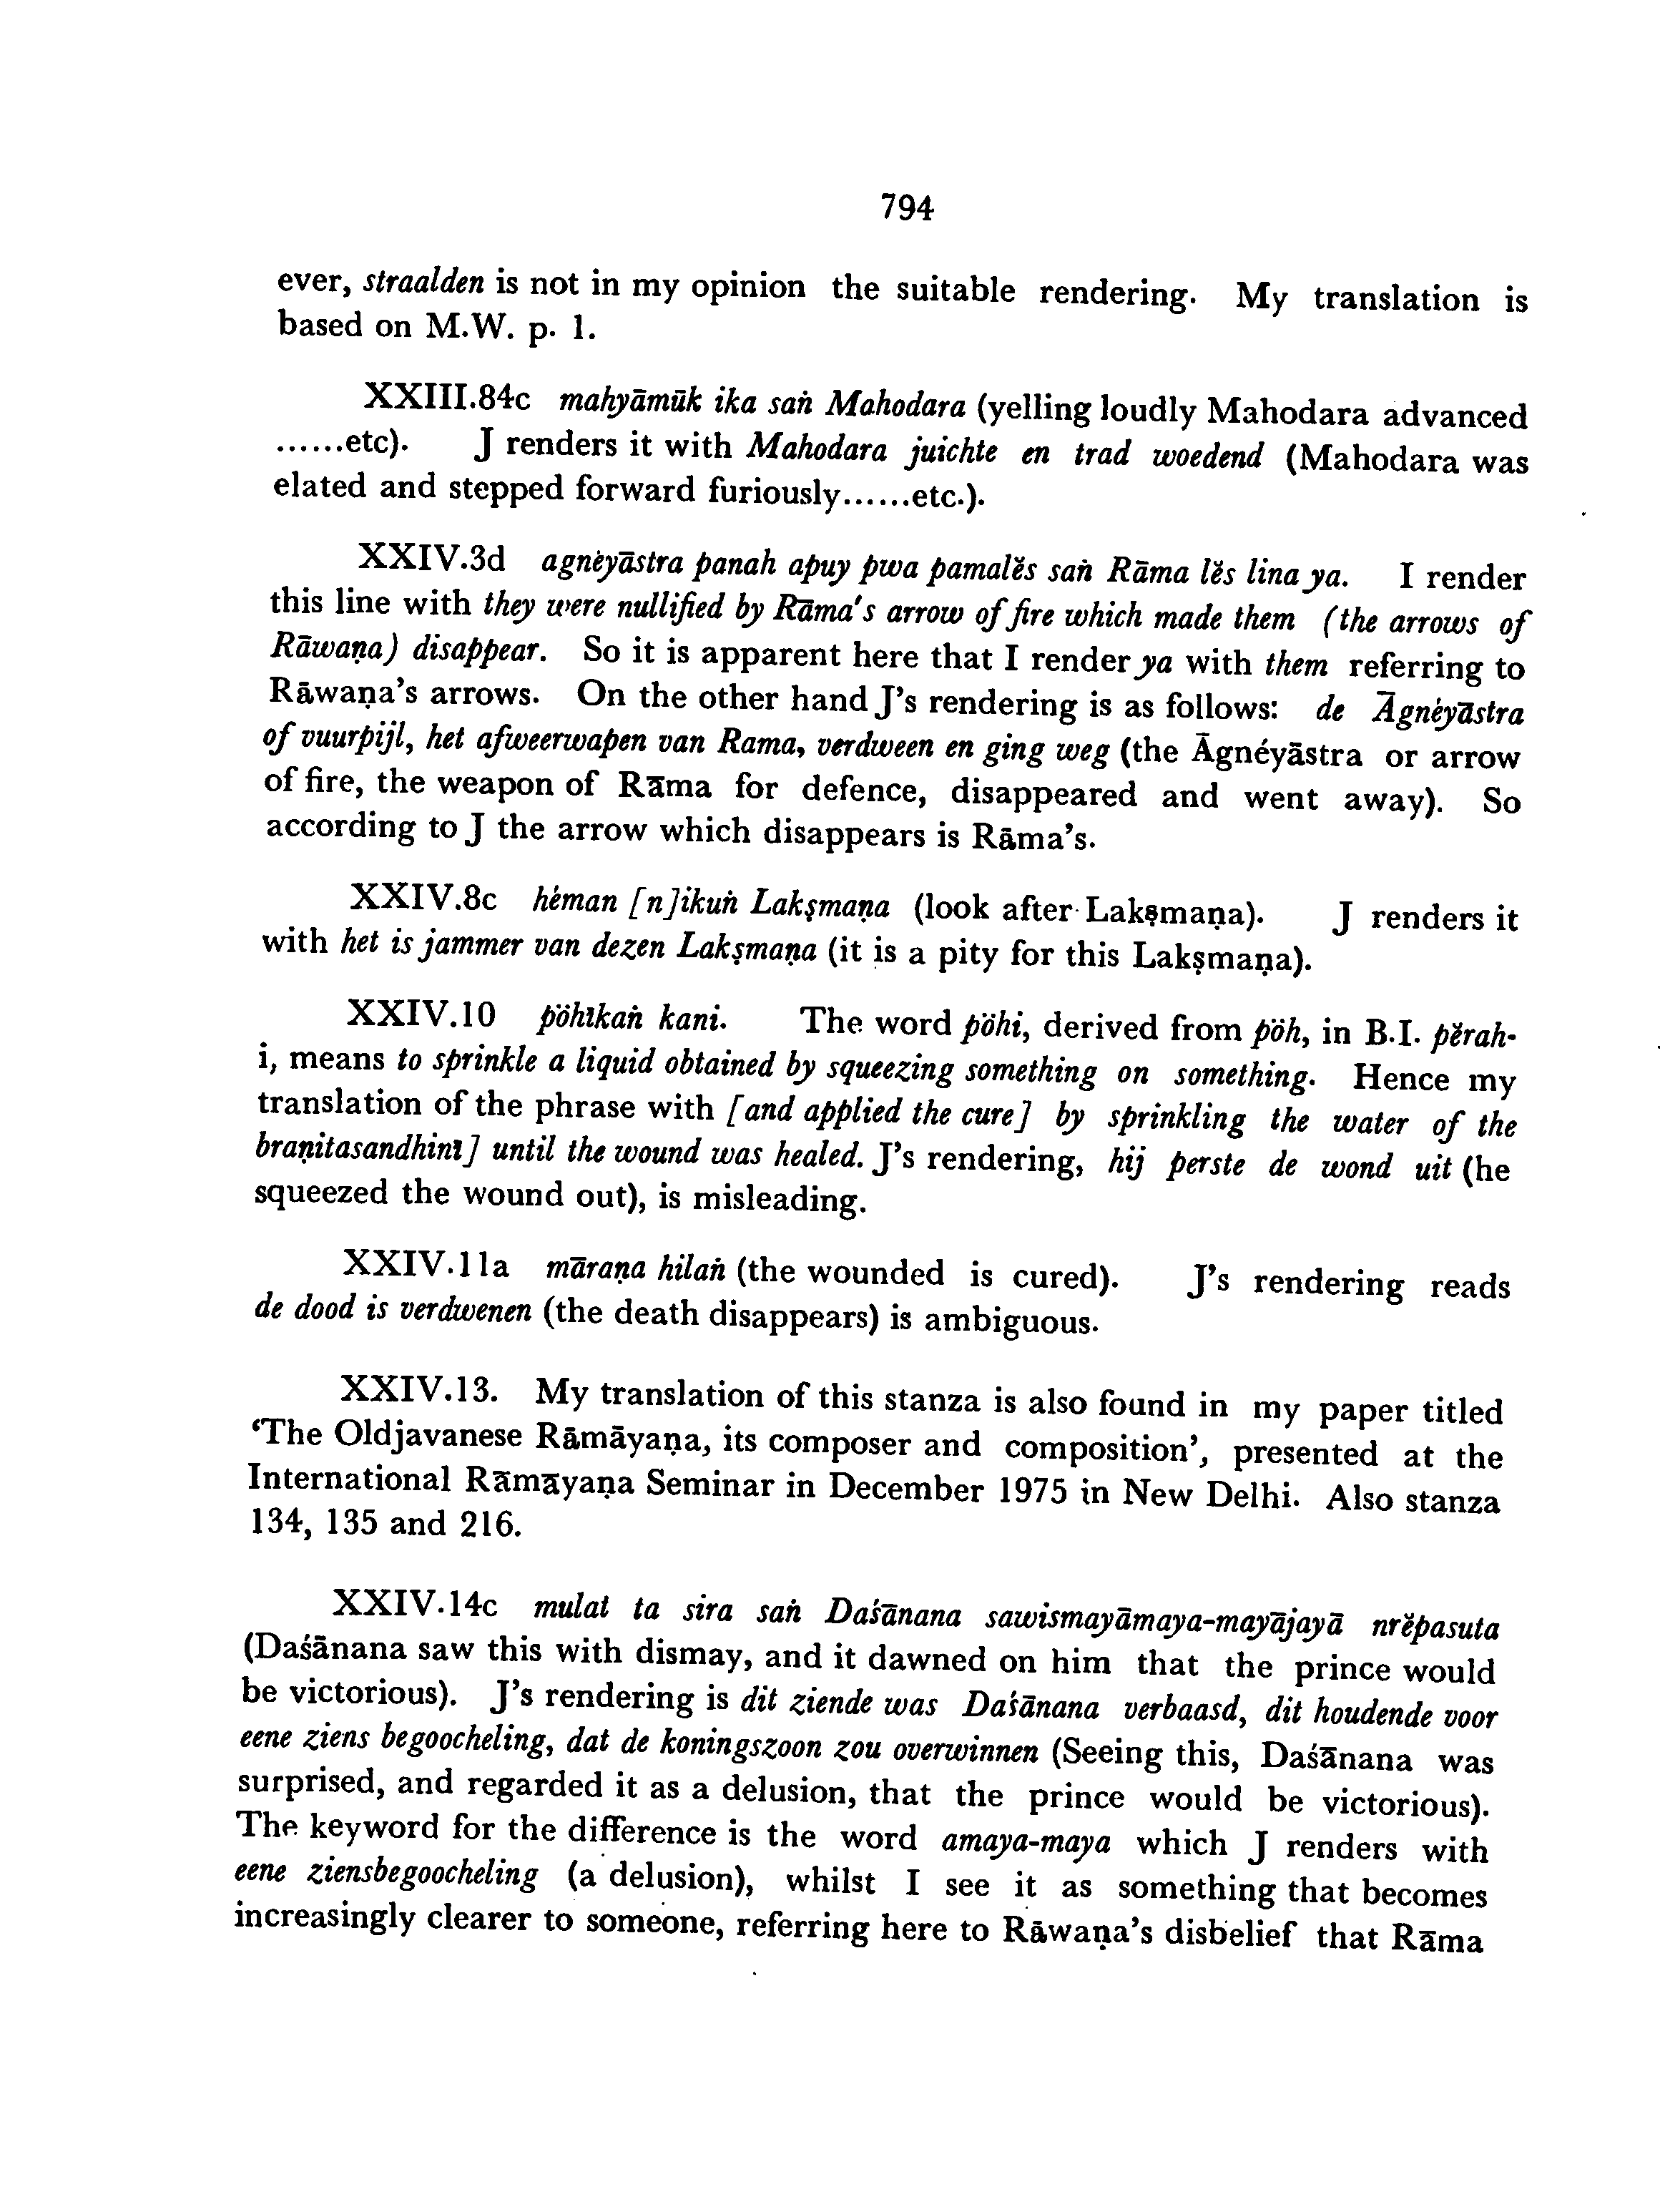 794
ever, straalden is not in my opinion the suitable rendering. My translation is
based on M.W. p. 1.
XXIII.84c mahyāmūk ika saṅ Mahodara (yelling loudly Mahodara advanced
......etc). J renders it with Mahodara juichte en trad woedend (Mahodara was
elated and stepped forward furiously......etc.).
XXIV.3d agnéyāstra panah apuy pwa pamalĕs saṅ Rāma lĕs lina ya. I render
this line with they were nullified by Rāma's arrow of fire which made them (the arrows of
Rāwaṇa) disappear. So it is apparent here that I render ya with them referring to
Rāwaṇa's arrows. On the other hand J's rendering is as follows: de Āgnéyāstra
of vuurpijl, het afweerwapen van Rama, verdween en ging weg (the Āgnéyāstra or arrow
of fire, the weapon of Rāma for defence, disappeared and went away). So
according to J the arrow which disappears is Rāma's.
XXIV.8c héman [n]ikuṅ Lakṣmaṇa (look after Lakṣmaṇa). J renders it
with het is jammer van dezen Lakṣmaṇa (it is a pity for this Lakṣmaṇa).
XXIV.10 pöhīkaṅ kani. The word pöhi, derived from pöh, in B.I. pĕrah-
i, means to sprinkle a liquid obtained by squeezing something on something. Hence my
translation of the phrase with [and applied the cure] by sprinkling the water of the
braṇitasandhinī] until the wound was healed. J's rendering, hij perste de wond uit (he
squeezed the wound out), is misleading.
XXIV.11a māraṇa hilaṅ (the wounded is cured). J's rendering reads
de dood is verdwenen (the death disappears) is ambiguous.
XXIV.13. My translation of this stanza is also found in my paper titled
‘The Oldjavanese Rāmāyaṇa, its composer and composition’, presented at the
International Rāmāyaṇa Seminar in December 1975 in New Delhi. Also stanza
134, 135 and 216.
XXIV.14c mulat ta sira saṅ Daśānana sawismayāmaya-mayājayā nrĕpasuta
(Daśānana saw this with dismay, and it dawned on him that the prince would
be victorious). J's rendering is dit ziende was Daśānana verbaasd, dit houdende voor
eene ziens begoocheling, dat de koningszoon zou overwinnen (Seeing this, Daśānana was
surprised, and regarded it as a delusion, that the prince would be victorious).
The keyword for the difference is the word amaya-maya which J renders with
eene ziensbegoocheling (a delusion), whilst I see it as something that becomes
increasingly clearer to someone, referring here to Rāwaṇa's disbelief that Rāma